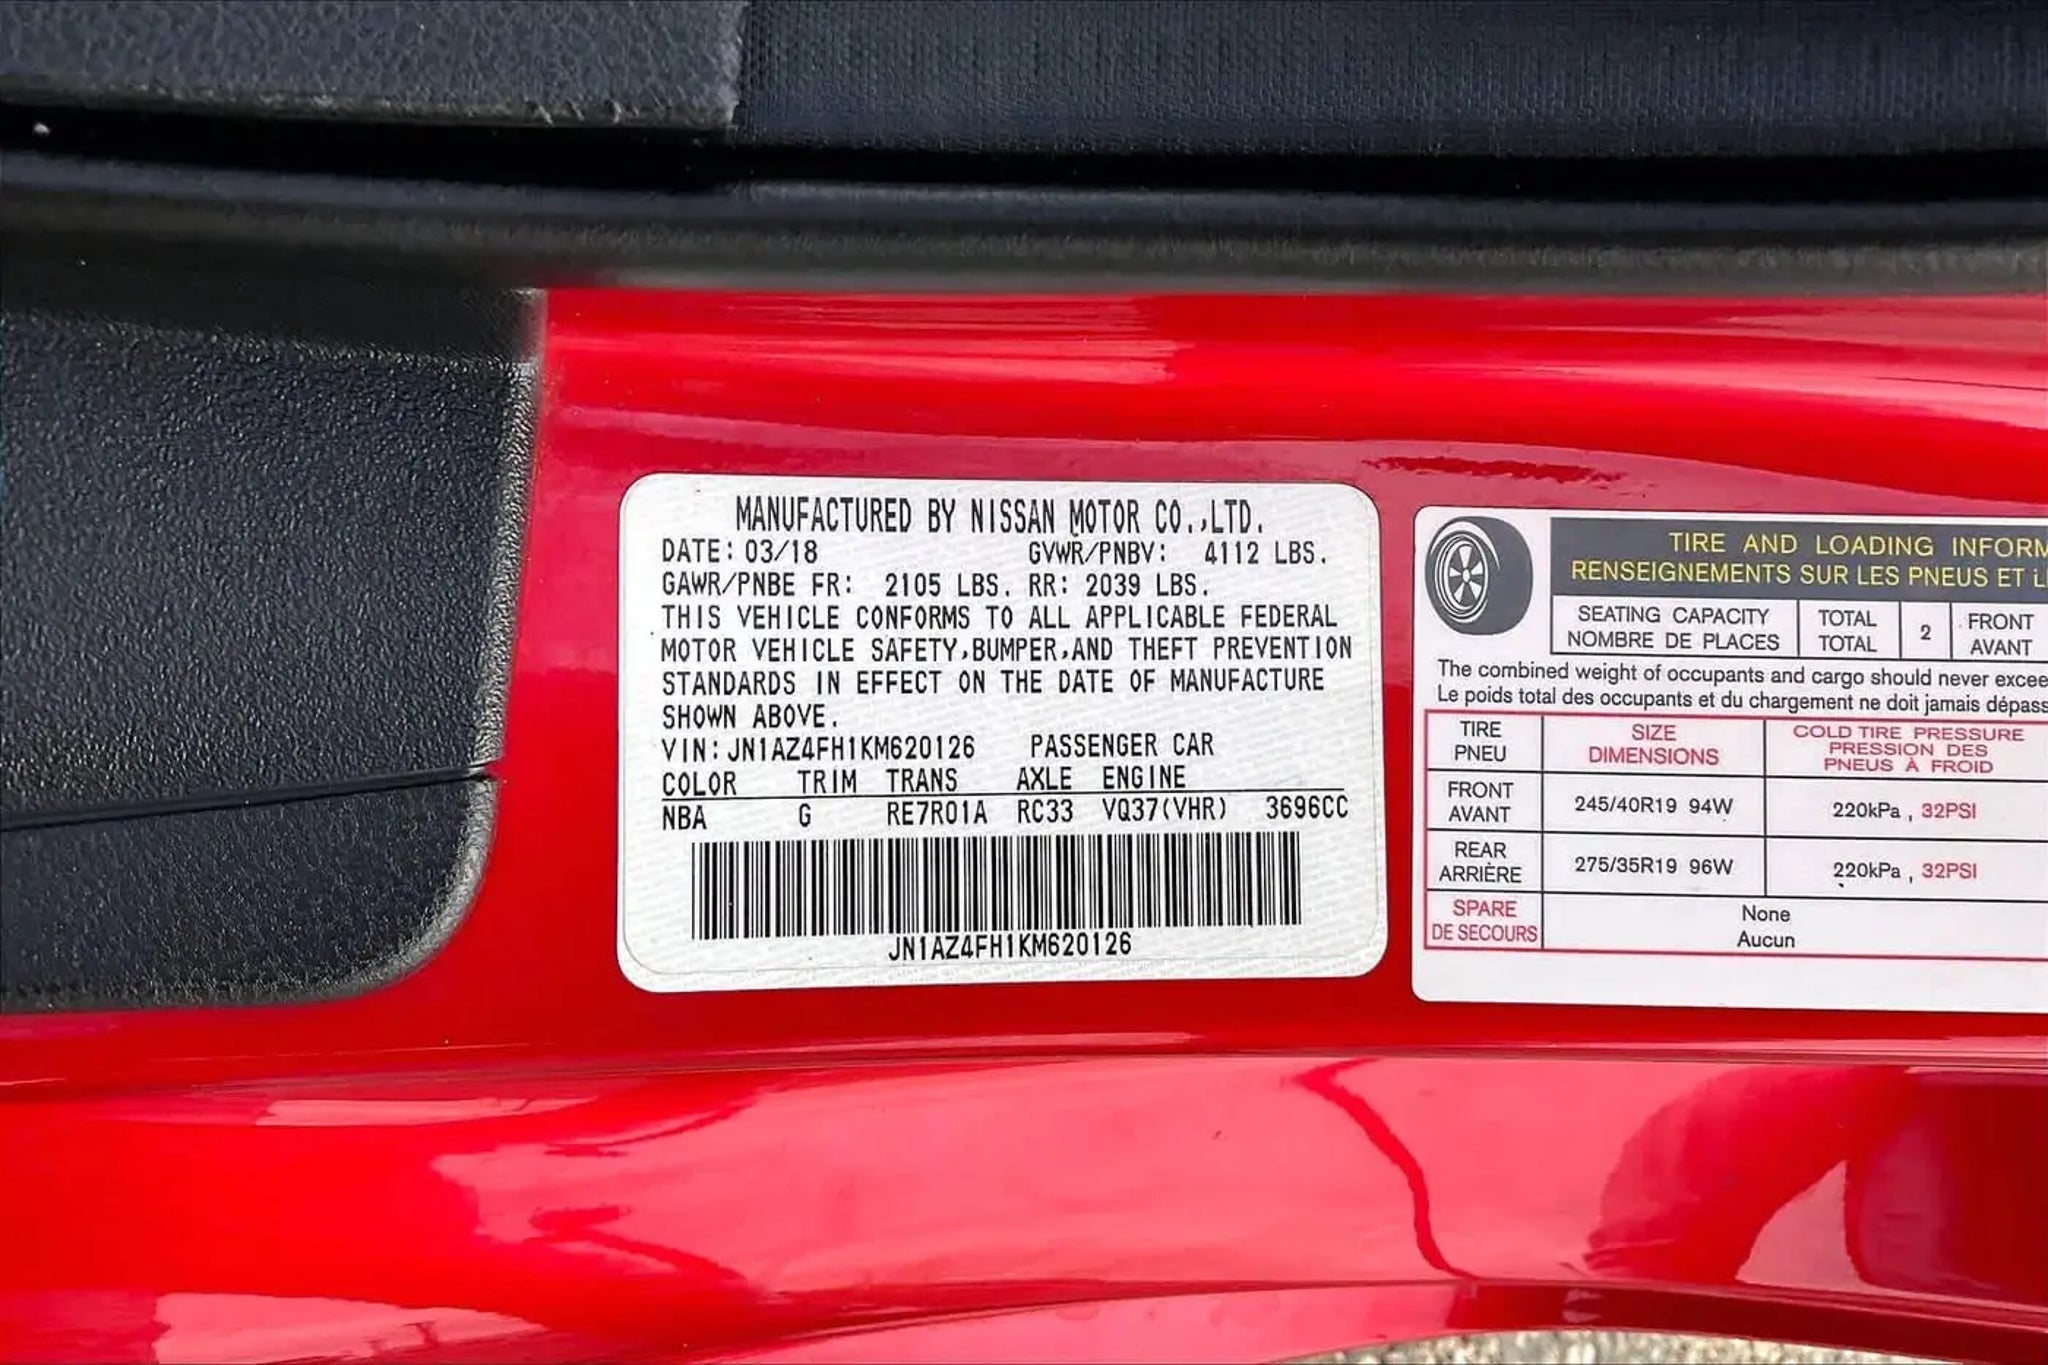 MANUFACTURED BY NISSAN MOTOR CO.,LTD.
DATE: 03/18 GVWR/PNBV: 4112 LBS.
GAWR/PNBE FR: 2105 LBS. RR: 2039 LBS.
THIS VEHICLE CONFORMS TO ALL APPLICABLE FEDERAL
MOTOR VEHICLE SAFETY,BUMPER,AND THEFT PREVENTION
STANDARDS IN EFFECT ON THE DATE OF MANUFACTURE
SHOWN ABOVE.
VIN: JN1AZ4FH1KM620126 PASSENGER CAR
COLOR TRIM TRANS AXLE ENGINE
NBA G RE7R01A RC33 VQ37(VHR) 3696CC
JN1AZ4FH1KM620126
TIRE AND LOADING INFORM
RENSEIGNEMENTS SUR LES PNEUS ET L
SEATING CAPACITY TOTAL 2 FRONT
NOMBRE DE PLACES TOTAL AVANT
The combined weight of occupants and cargo should never excee
Le poids total des occupants et du chargement ne doit jamais dépass
TIRE SIZE COLD TIRE PRESSURE
PNEU DIMENSIONS PRESSION DES
PNEUS À FROID
FRONT
AVANT 245/40R19 94W 220kPa , 32PSI
REAR
ARRIÈRE 275/35R19 96W 220kPa , 32PSI
SPARE None
DE SECOURS Aucun